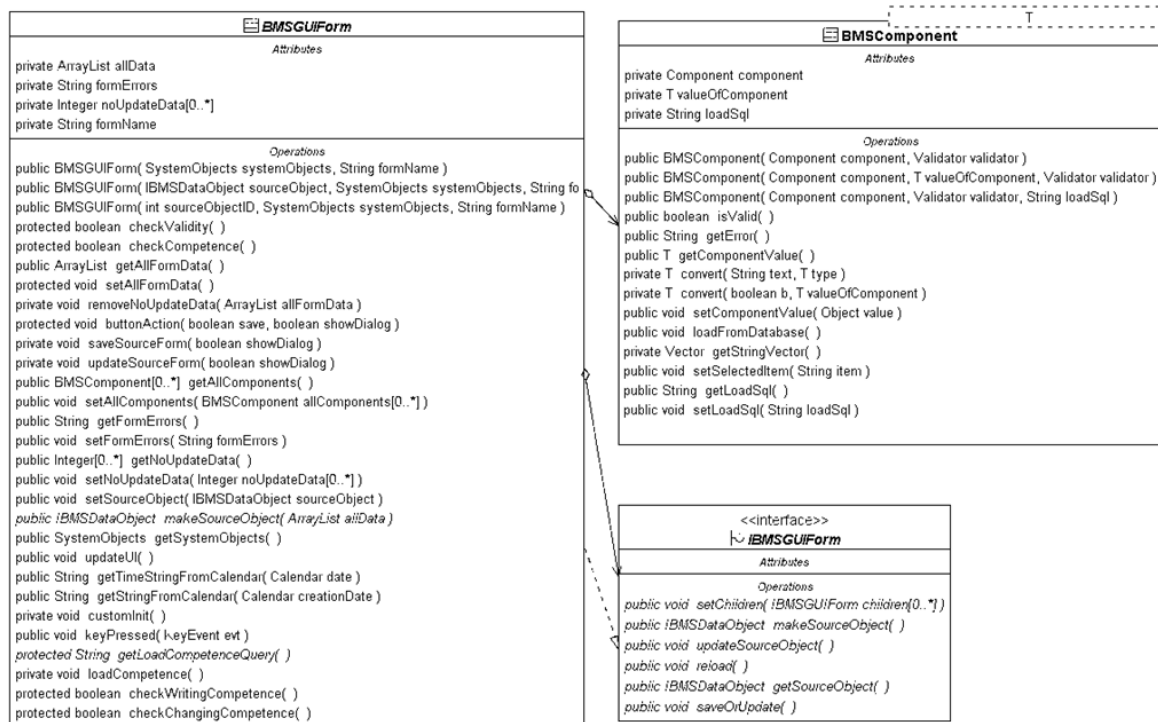 BMSGUIForm
Attributes
private ArrayList allData
private String formErrors
private Integer noUpdateData[0..*]
private String formName
Operations
public BMSGUIForm( SystemObjects systemObjects, String formName )
public BMSGUIForm( IBMSDataObject sourceObject, SystemObjects systemObjects, String fo
public BMSGUIForm( int sourceObjectID, SystemObjects systemObjects, String formName )
protected boolean checkValidity( )
protected boolean checkCompetence( )
public ArrayList getAllFormData( )
protected void setAllFormData( )
private void removeNoUpdateData( ArrayList allFormData )
protected void buttonAction( boolean save, boolean showDialog )
private void saveSourceForm( boolean showDialog )
private void updateSourceForm( boolean showDialog )
public BMSComponent[0..*] getAllComponents( )
public void setAllComponents( BMSComponent allComponents[0..*] )
public String getFormErrors( )
public void setFormErrors( String formErrors )
public Integer[0..*] getNoUpdateData( )
public void setNoUpdateData( Integer noUpdateData[0..*] )
public void setSourceObject( IBMSDataObject sourceObject )
public IBMSDataObject makeSourceObject( ArrayList allData )
public SystemObjects getSystemObjects( )
public void updateUI( )
public String getTimeStringFromCalendar( Calendar date )
public String getStringFromCalendar( Calendar creationDate )
private void customInit( )
public void keyPressed( KeyEvent evt )
protected String getLoadCompetenceQuery( )
private void loadCompetence( )
protected boolean checkWritingCompetence( )
protected boolean checkChangingCompetence( )
T
BMSComponent
Attributes
private Component component
private T valueOfComponent
private String loadSql
Operations
public BMSComponent( Component component, Validator validator )
public BMSComponent( Component component, T valueOfComponent, Validator validator )
public BMSComponent( Component component, Validator validator, String loadSql )
public boolean isValid( )
public String getError( )
public T getComponentValue( )
private T convert( String text, T type )
private T convert( boolean b, T valueOfComponent )
public void setComponentValue( Object value )
public void loadFromDatabase( )
private Vector getStringVector( )
public void setSelectedItem( String item )
public String getLoadSql( )
public void setLoadSql( String loadSql )
<<interface>>
IBMSGUIForm
Attributes
Operations
public void setChildren( IBMSGUIForm children[0..*] )
public IBMSDataObject makeSourceObject( )
public void updateSourceObject( )
public void reload( )
public IBMSDataObject getSourceObject( )
public void saveOrUpdate( )